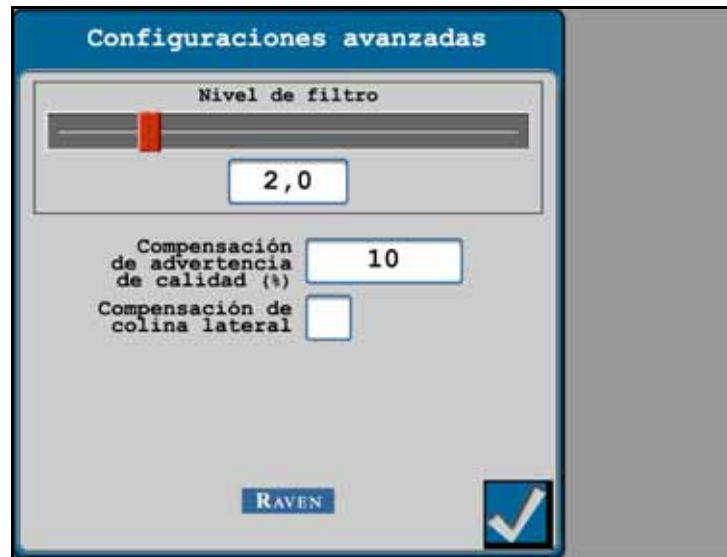 Configuraciones avanzadas
Nivel de filtro
2,0
Compensación
de advertencia
de calidad (%)
10
Compensación de
colina lateral
RAVEN